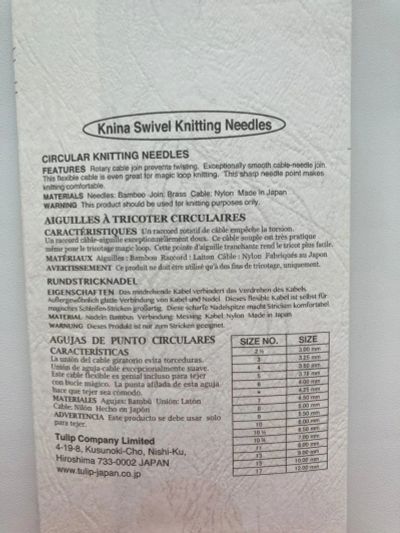 Knina Swivel Knitting Needles
CIRCULAR KNITTING NEEDLES
FEATURES Rotary cable join prevents twisting. Exceptionally smooth cable-needle join.
This flexible cable is even great for magic loop knitting. This sharp needle point makes
knitting comfortable.
MATERIALS Needles: Bamboo Join: Brass Cable: Nylon Made In Japan
WARNING This product should be used for knitting purposes only.
AIGUILLES À TRICOTER CIRCULAIRES
CARACTÉRISTIQUES Un raccord rotatif de câble empêche la torsion.
Un raccord câble-aiguille exceptionnellement doux. Ce câble souple est très pratique
même pour le tricotage magic loop. Cette pointe d'aiguille tranchante rend le tricot plus facile.
MATÉRIAUX Aiguilles : Bambou Raccord : Laiton Câble : Nylon Fabriqués au Japon
AVERTISSEMENT Ce produit ne doit être utilisé qu'à des fins de tricotage, uniquement.
RUNDSTRICKNADEL
EIGENSCHAFTEN Das mitdrehende Kabel verhindert das Verdrehen des Kabels.
Außergewöhnlich glatte Verbindung von Kabel und Nadel. Dieses flexible Kabel ist selbst für
magisches Schleifen-Stricken großartig. Diese scharfe Nadelspitze macht Stricken komfortabel.
MATERIAL Nadeln: Bambus Verbindung: Messing Kabel: Nylon Made in Japan
WARNUNG Dieses Produkt ist nur zum Stricken geeignet.
AGUJAS DE PUNTO CIRCULARES
CARACTERÍSTICAS
La unión del cable giratorio evita torceduras.
Unión de aguja-cable excepcionalmente suave.
Este cable flexible es genial incluso para tejer
con bucle mágico. La punta afilada de esta aguja
hace que tejer sea cómodo.
MATERIALES Agujas: Bambú Unión: Latón
Cable: Nilón Hecho en Japón
ADVERTENCIA Este producto se debe usar solo
para tejer.
Tulip Company Limited
4-19-8, Kusunoki-Cho, Nishi-Ku,
Hiroshima 733-0002 JAPAN
www.tulip-japan.co.jp
SIZE NO. SIZE
2 ½ 3.00 mm
3 3.25 mm
4 3.50 mm
5 3.75 mm
6 4.00 mm
4.25 mm
7 4.50 mm
8 5.00 mm
9 5.50 mm
10 6.00 mm
10 ½ 6.50 mm
10 ¾ 7.00 mm
11 8.00 mm
13 9.00 mm
15 10.00 mm
17 12.00 mm